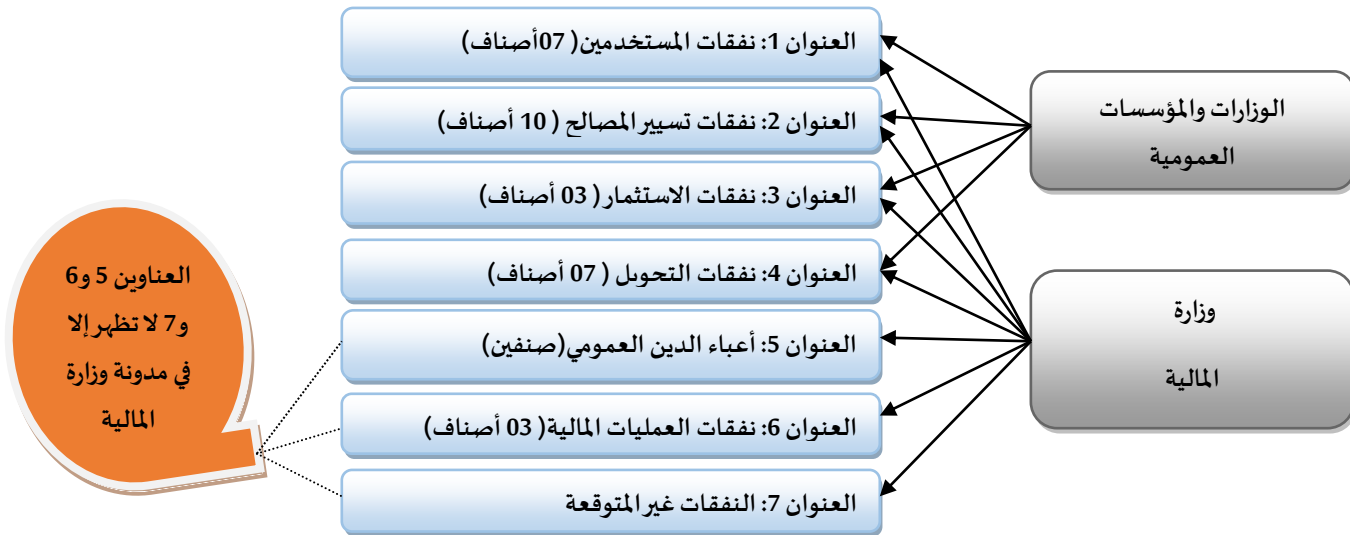 العنوان 1: نفقات المستخدمين( 07أصناف)
العنوان 2: نفقات تسيير المصالح ( 10 أصناف)
العنوان 3: نفقات الاستثمار ( 03 أصناف)
العنوان 4: نفقات التحويل ( 07 أصناف)
العنوان 5: أعباء الدين العمومي(صنفين)
العنوان 6: نفقات العمليات المالية( 03 أصناف)
العنوان 7: النفقات غير المتوقعة
الوزارات والمؤسسات
العمومية
وزارة
المالية
العناوين 5 و6
و7 لا تظهر إلا
في مدونة وزارة
المالية